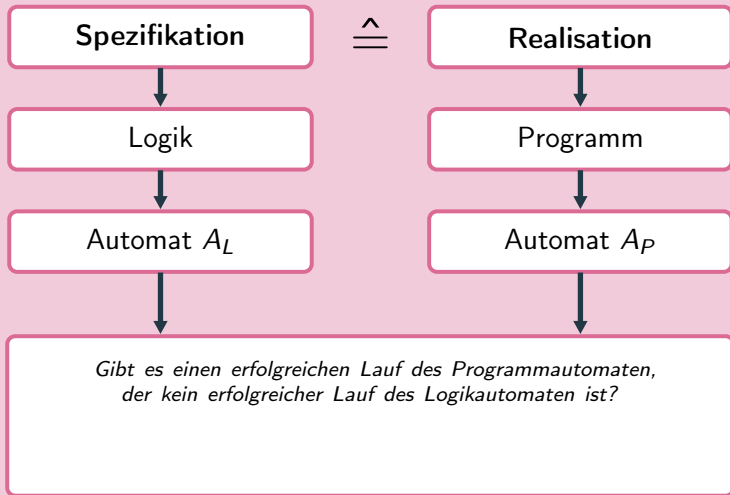 Spezifikation ≙ Realisation
Logik Programm
Automat A_L Automat A_P
Gibt es einen erfolgreichen Lauf des Programmautomaten,
der kein erfolgreicher Lauf des Logikautomaten ist?